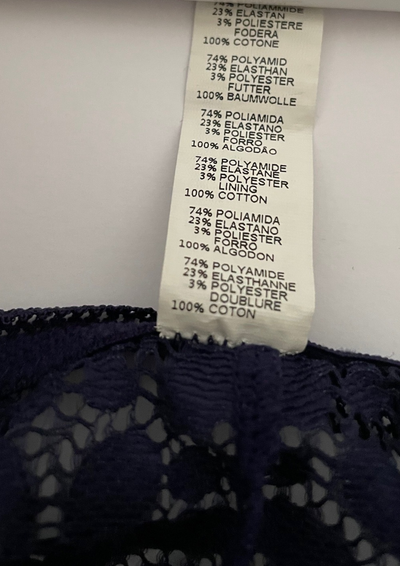 74% POLIAMMIDE
23% ELASTAN
3% POLIESTERE
FODERA
100% COTONE
74% POLYAMID
23% ELASTHAN
3% POLYESTER
FUTTER
100% BAUMWOLLE
74% POLIAMIDA
23% ELASTANO
3% POLIESTER
FORRO
100% ALGODÃO
74% POLYAMIDE
23% ELASTANE
3% POLYESTER
LINING
100% COTTON
74% POLIAMIDA
23% ELASTANO
3% POLIESTER
FORRO
100% ALGODON
74% POLYAMIDE
23% ELASTHANNE
3% POLYESTER
DOUBLURE
100% COTON